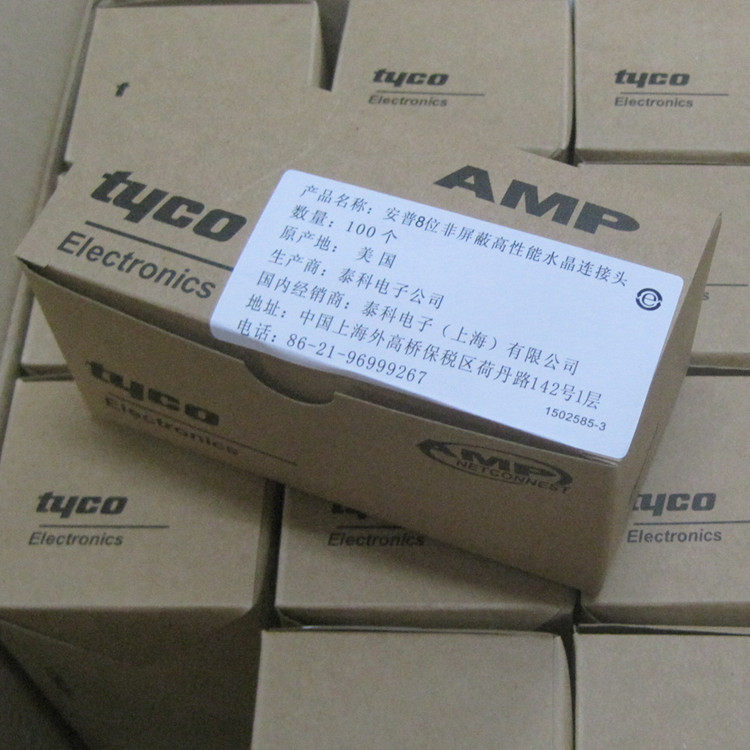 t
tyco
Electronics
tyco
Electronics
tyco
Electronics
AMP
产品名称：安普8位非屏蔽高性能水晶连接头
数量：100个
原产地：美国
生产商：泰科电子公司
国内经销商：泰科电子（上海）有限公司
地址：中国上海外高桥保税区荷丹路142号1层
电话：86-21-96999267
1502585-3
e
tyco
Electronics
AMP
NETCONNEST
tyco
Electronics
tyco
Electronics
tyco
Electronics